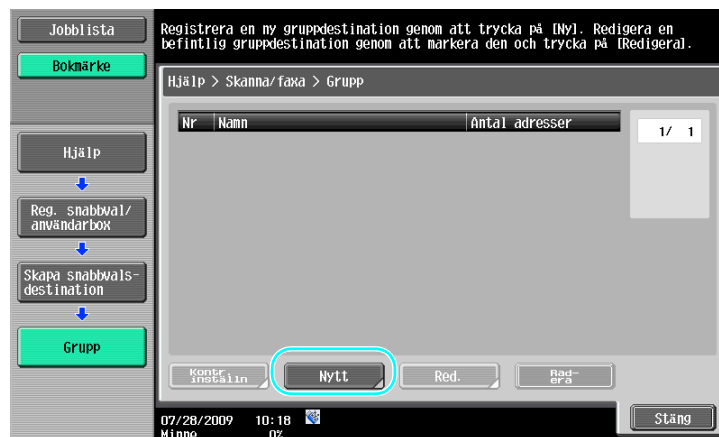 Jobblista
Bokmärke
Registrera en ny gruppdestination genom att trycka på [Ny]. Redigera en
befintlig gruppdestination genom att markera den och trycka på [Redigera].
Hjälp > Skanna/faxa > Grupp
Nr Namn Antal adresser
1/ 1
Hjälp
Reg. snabbval/
användarbox
Skapa snabbvals-
destination
Grupp
Kontr.
inställn
Nytt
Red.
Rad-
era
07/28/2009 10:18
Minne 0%
Stäng